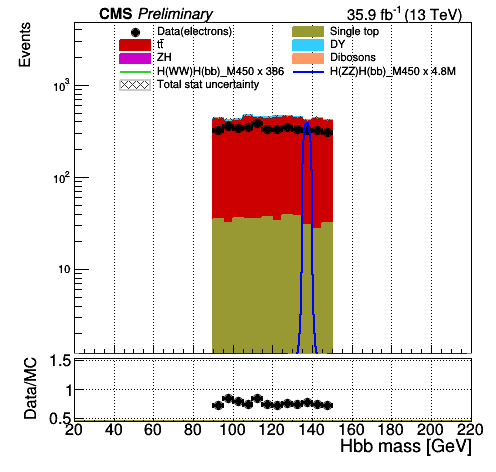 CMS Preliminary 35.9 fb⁻¹ (13 TeV)
Data(electrons) Single top
tt̄ DY
ZH Dibosons
H(WW)H(bb)_M450 x 386 H(ZZ)H(bb)_M450 x 4.8M
Total stat uncertainty
Events
10³
10²
10
Data/MC
1.5
1
0.5
20 40 60 80 100 120 140 160 180 200 220
Hbb mass [GeV]